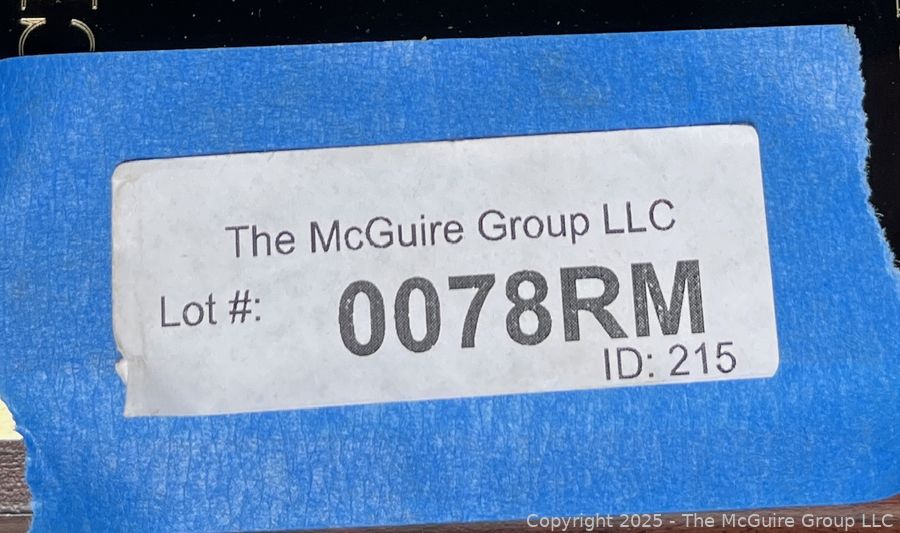 The McGuire Group LLC
Lot #: 0078RM
ID: 215
Copyright 2025 - The McGuire Group LLC